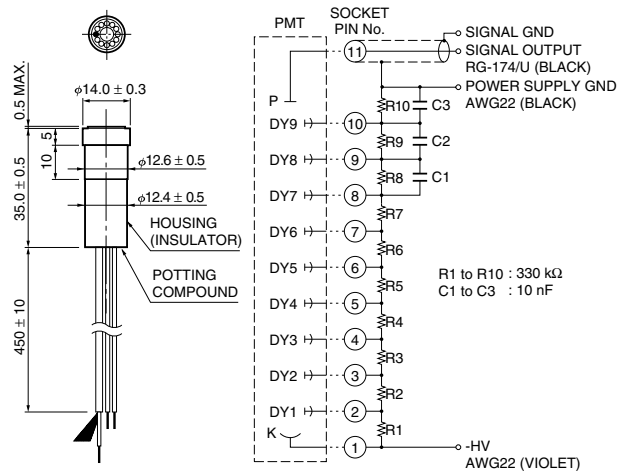 0.5 MAX.
φ14.0 ± 0.3
5
10
35.0 ± 0.5
φ12.6 ± 0.5
φ12.4 ± 0.5
HOUSING
(INSULATOR)
POTTING
COMPOUND
450 ± 10
PMT
SOCKET
PIN No.
SIGNAL GND
SIGNAL OUTPUT
RG-174/U (BLACK)
POWER SUPPLY GND
AWG22 (BLACK)
11
P
R10
C3
DY9
10
R9
C2
DY8
9
R8
C1
DY7
8
R7
DY6
7
R6
DY5
6
R5
DY4
5
R4
DY3
4
R3
DY2
3
R2
DY1
2
R1
K
1
R1 to R10 : 330 kΩ
C1 to C3 : 10 nF
-HV
AWG22 (VIOLET)